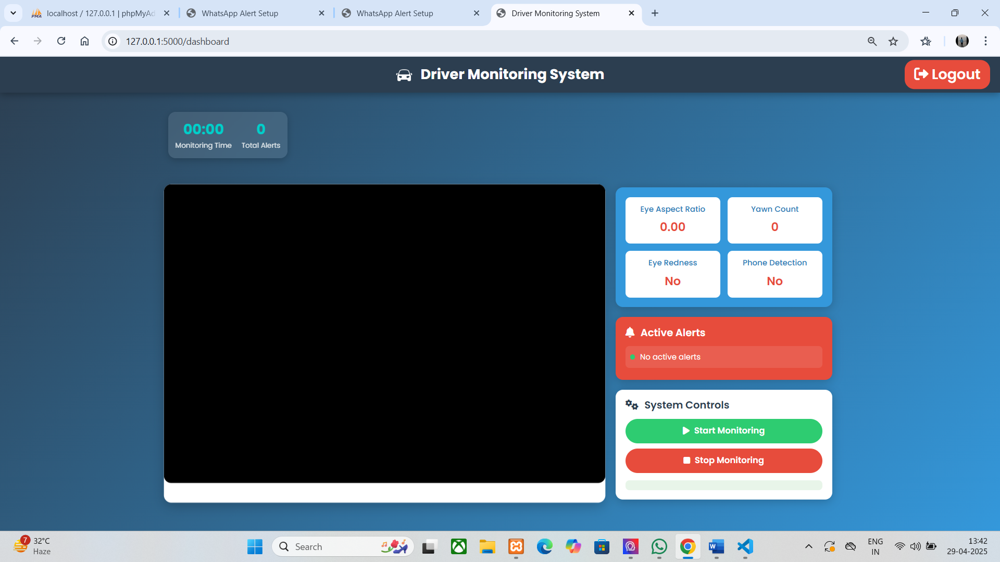 localhost / 127.0.0.1 | phpMyAd
WhatsApp Alert Setup
WhatsApp Alert Setup
Driver Monitoring System
127.0.0.1:5000/dashboard
Driver Monitoring System
Logout
00:00
0
Monitoring Time
Total Alerts
Eye Aspect Ratio
0.00
Yawn Count
0
Eye Redness
No
Phone Detection
No
Active Alerts
No active alerts
System Controls
Start Monitoring
Stop Monitoring
7
32°C
Haze
Search
ENG
IN
13:42
29-04-2025